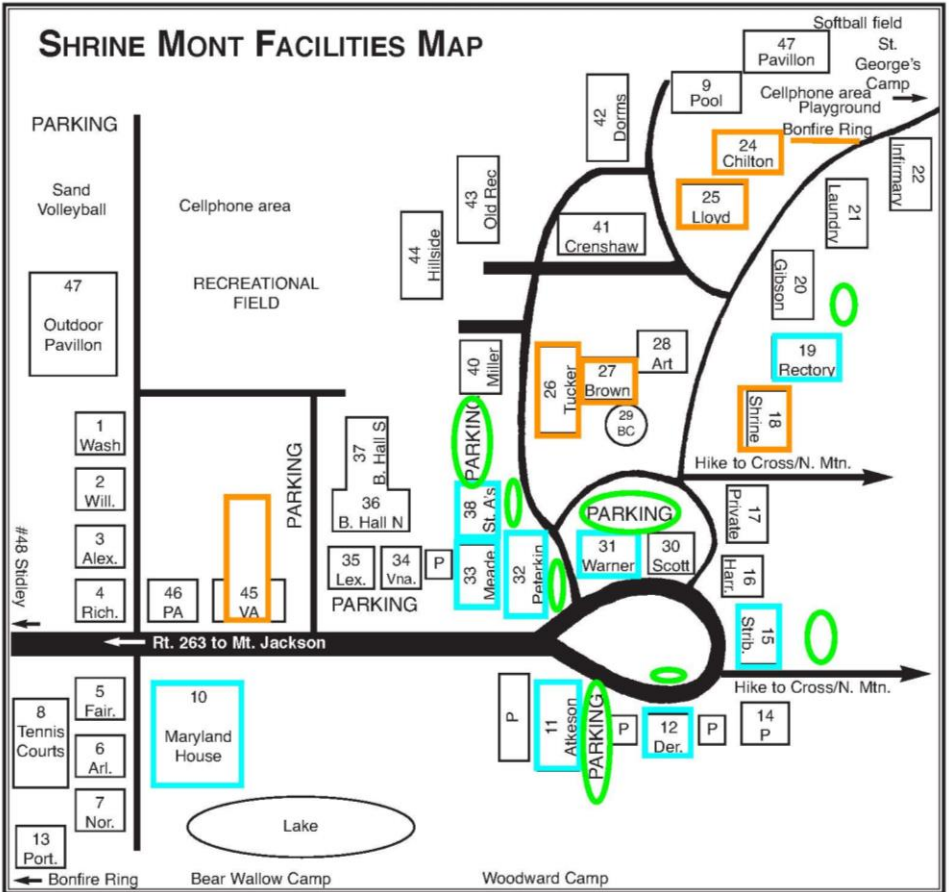 SHRINE MONT FACILITIES MAP
Softball field
47
Pavillon
St.
George's
Camp
9
Pool
Cellphone area
Playground
Bonfire Ring
42
Dorms
24
Chilton
22
Infirmary
PARKING
Sand
Volleyball
Cellphone area
43
Old Rec
25
Lloyd
21
Laundry
44
Hillside
41
Crenshaw
20
Gibson
RECREATIONAL
FIELD
47
Outdoor
Pavillon
40
Miller
26
Tucker
27
Brown
28
Art
19
Rectory
29
BC
18
Shrine
1
Wash
PARKING
37
B. Hall S
PARKING
Hike to Cross/N. Mtn.
2
Will.
36
B. Hall N
38
St. A's
PARKING
17
Private
#48 Stidley
3
Alex.
35
Lex.
34
Vna.
P
33
Meade
32
Peterkin
31
Warner
30
Scott
16
Harr.
4
Rich.
46
PA
45
VA
PARKING
15
Strib.
Rt. 263 to Mt. Jackson
Hike to Cross/N. Mtn.
5
Fair.
10
Maryland
House
8
Tennis
Courts
P
11
Atkeson
PARKING
P
12
Der.
P
14
P
6
Arl.
7
Nor.
Lake
13
Port.
Bonfire Ring
Bear Wallow Camp
Woodward Camp